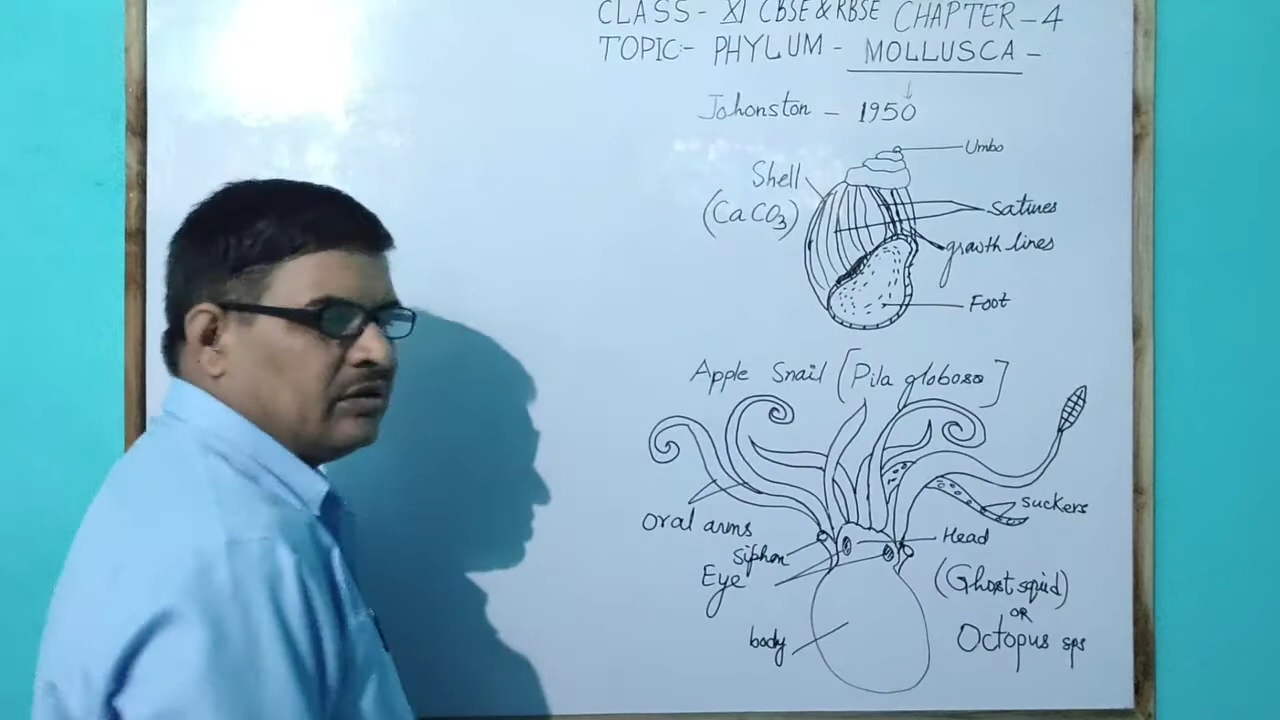 CLASS- XI CBSE & RBSE CHAPTER-4
TOPIC:- PHYLUM - MOLLUSCA -
Johonston - 1950
Umbo
Shell
(CaCO3)
Satures
growth lines
Foot
Apple Snail [Pila globosa]
Suckers
Oral arms
Siphon
Head
Eye
(Ghost squid)
OR
Octopus sps
body